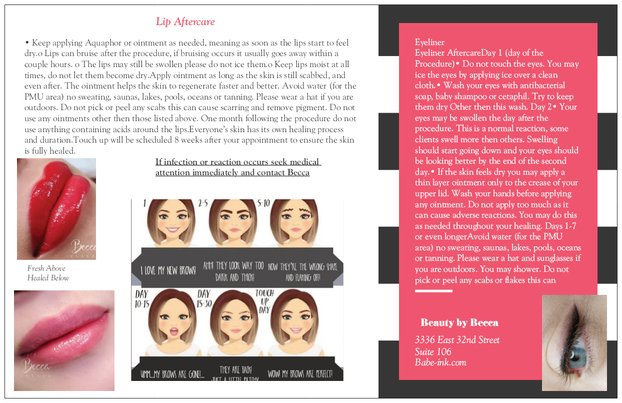 Lip Aftercare
• Keep applying Aquaphor or ointment as needed, meaning as soon as the lips start to feel
dry.o Lips can bruise after the procedure, if bruising occurs it usually goes away within a
couple hours. o The lips may still be swollen please do not ice them.o Keep lips moist at all
times, do not let them become dry.Apply ointment as long as the skin is still scabbed, and
even after. The ointment helps the skin to regenerate faster and better. Avoid water (for the
PMU area) no sweating, saunas, lakes, pools, oceans or tanning. Please wear a hat if you are
outdoors. Do not pick or peel any scabs this can cause scarring and remove pigment. Do not
use any ointments other then those listed above. One month following the procedure do not
use anything containing acids around the lips.Everyone's skin has its own healing process
and duration.Touch up will be scheduled 8 weeks after your appointment to ensure the skin
is fully healed.
If infection or reaction occurs seek medical
attention immediately and contact Becca
Becca
Fresh Above
Healed Below
Becca
1 2-5 5-10
I LOVE MY NEW BROWS
AHH! THEY LOOK WAY TOO
DARK AND THICK!
NOW THEY'RE THE WRONG
AND FLAKING OFF!
DAY
10-15
DAY
15-30
TOUCH
UP
DAY
UMM...MY BROWS ARE GONE!..
THEY ARE BACK!
WOW! MY BROWS ARE PERFECT!
Eyeliner
Eyeliner AftercareDay 1 (day of the
Procedure)• Do not touch the eyes. You may
ice the eyes by applying ice over a clean
cloth.• Wash your eyes with antibacterial
soap, baby shampoo or cetaphil. Try to keep
them dry Other then this wash. Day 2• Your
eyes may be swollen the day after the
procedure. This is a normal reaction, some
clients swell more then others. Swelling
should start going down and your eyes should
be looking better by the end of the second
day.• If the skin feels dry you may apply a
thin layer ointment only to the crease of your
upper lid. Wash your hands before applying
any ointment. Do not apply too much as it
can cause adverse reactions. You may do this
as needed throughout your healing. Days 1-7
or even longerAvoid water (for the PMU
area) no sweating, saunas, lakes, pools, oceans
or tanning. Please wear a hat and sunglasses if
you are outdoors. You may shower. Do not
pick or peel any scabs or flakes this can
Beauty by Becca
3336 East 32nd Street
Suite 106
Babe-ink.com